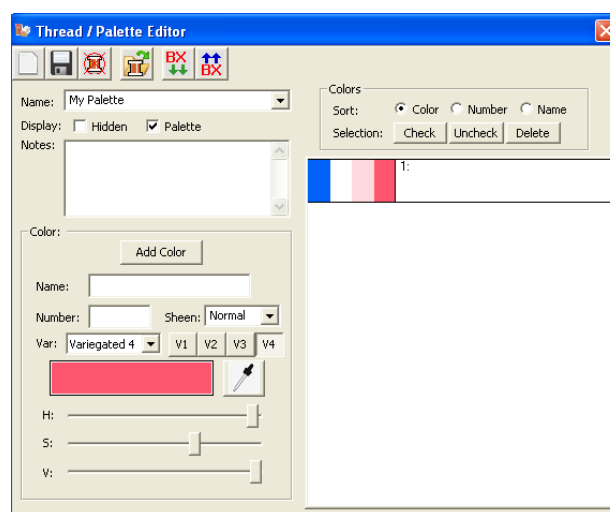 Thread / Palette Editor
BX
BX
Name: My Palette
Display: Hidden Palette
Notes:
Colors
Sort: Color Number Name
Selection: Check Uncheck Delete
1:
Color:
Add Color
Name:
Number: Sheen: Normal
Var: Variegated 4 V1 V2 V3 V4
H:
S:
V: